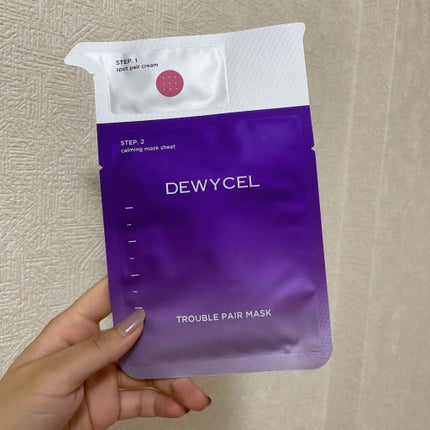 STEP. 1
spot pair cream
STEP. 2
calming mask sheet
DEWYCEL
TROUBLE PAIR MASK